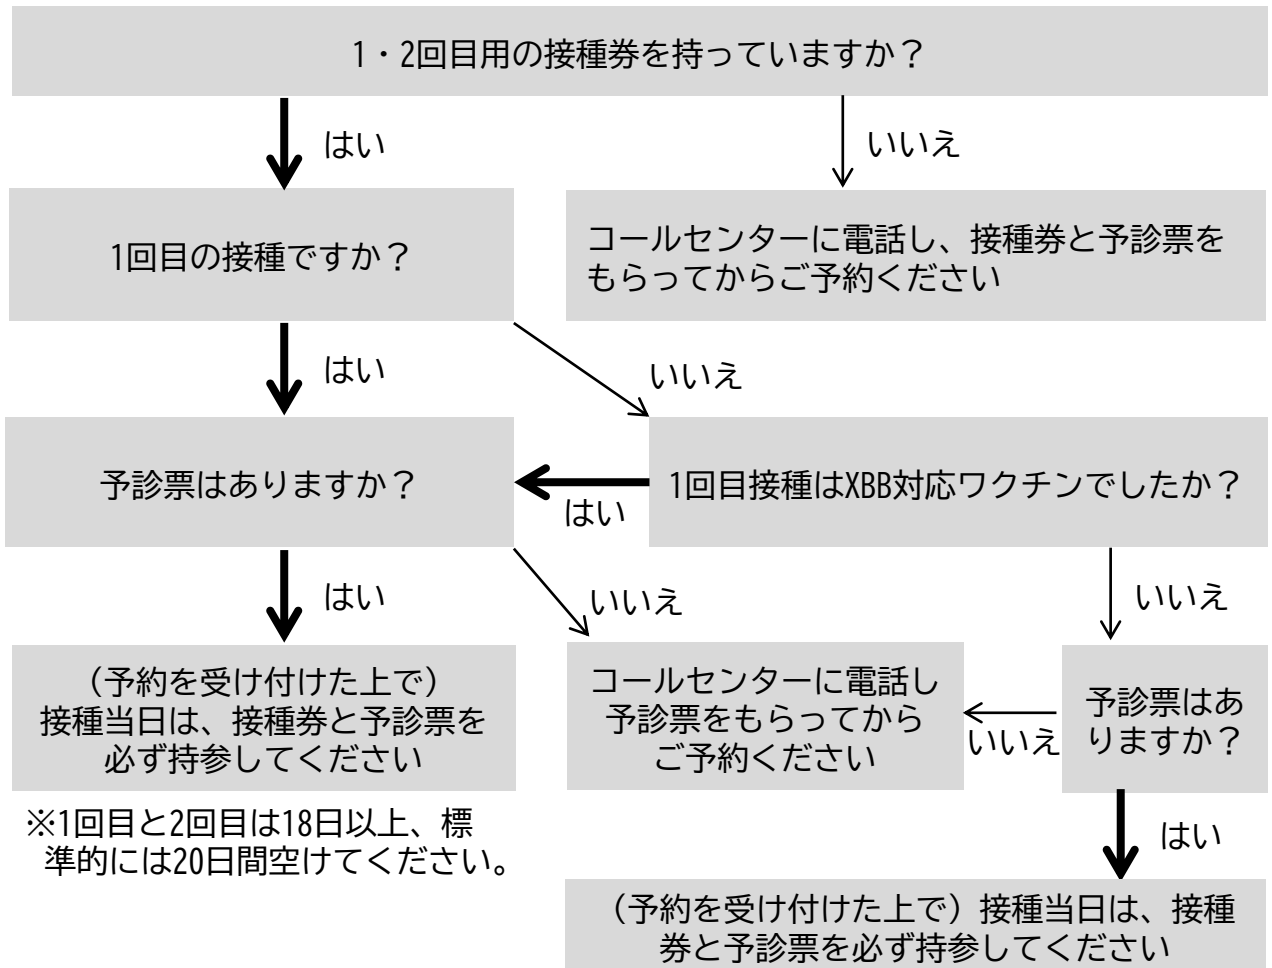 1・2回目用の接種券を持っていますか？
はい
いいえ
1回目の接種ですか？
コールセンターに電話し、接種券と予診票を
もらってからご予約ください
はい
いいえ
予診票はありますか？
はい
1回目接種はXBB対応ワクチンでしたか？
はい
いいえ
いいえ
（予約を受け付けた上で）
接種当日は、接種券と予診票を
必ず持参してください
コールセンターに電話し
予診票をもらってから
ご予約ください
いいえ
予診票はあ
りますか？
※1回目と2回目は18日以上、標
準的には20日間空けてください。
はい
（予約を受け付けた上で）接種当日は、接種
券と予診票を必ず持参してください